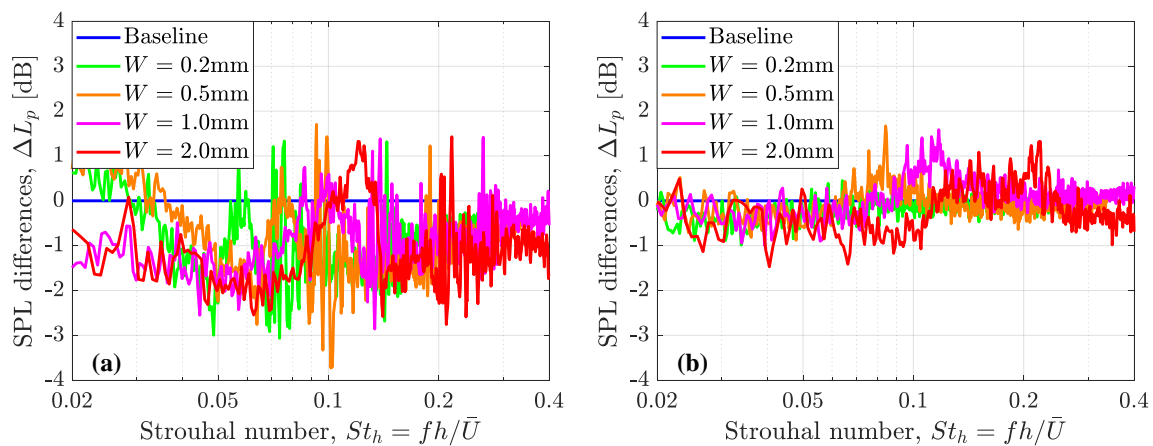 SPL differences, ΔL_p [dB]
4
3
2
1
0
-1
-2
-3
-4
Baseline
W = 0.2mm
W = 0.5mm
W = 1.0mm
W = 2.0mm
(a)
0.02
0.05
0.1
0.2
0.4
Strouhal number, St_h = fh/Ū
SPL differences, ΔL_p [dB]
4
3
2
1
0
-1
-2
-3
-4
Baseline
W = 0.2mm
W = 0.5mm
W = 1.0mm
W = 2.0mm
(b)
0.02
0.05
0.1
0.2
0.4
Strouhal number, St_h = fh/Ū